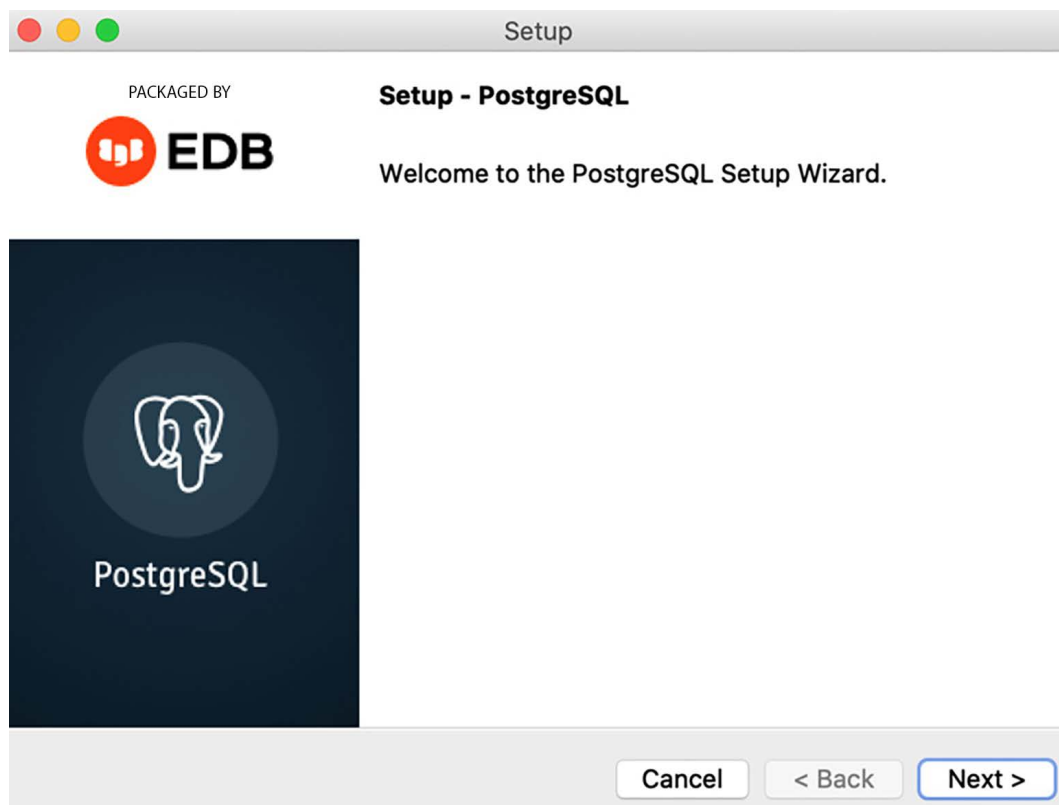 Setup
PACKAGED BY
EDB
Setup - PostgreSQL
Welcome to the PostgreSQL Setup Wizard.
PostgreSQL
Cancel
< Back
Next >